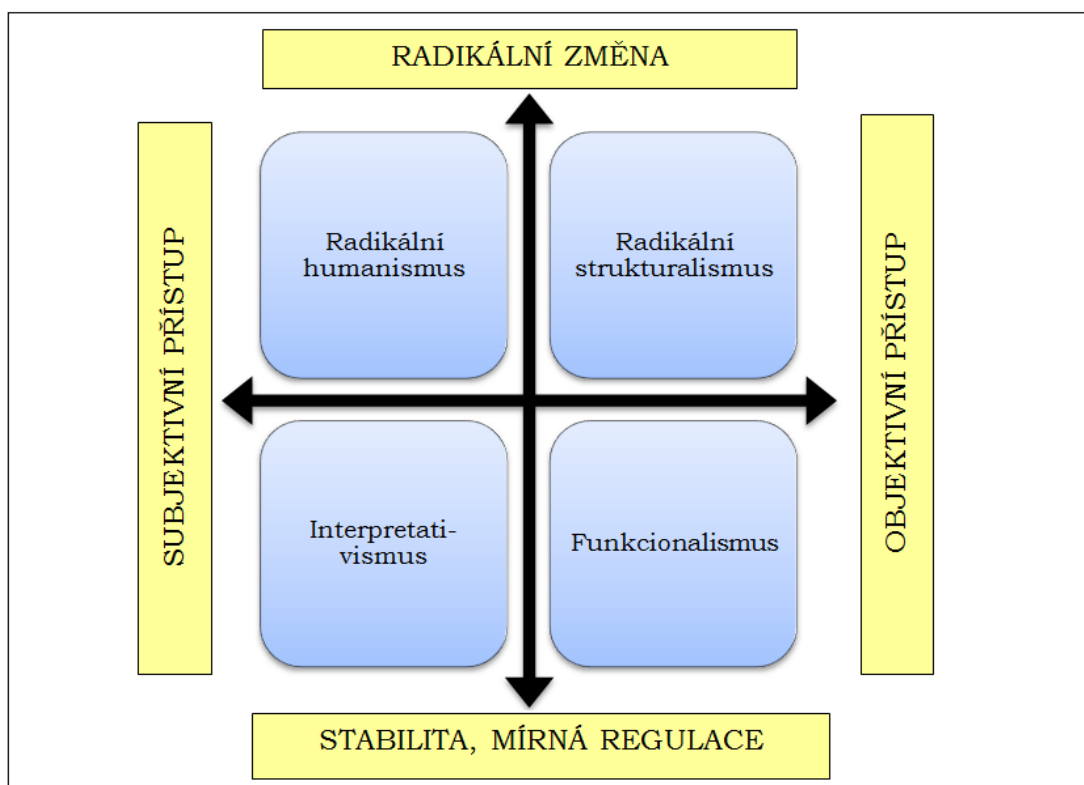 RADIKÁLNÍ ZMĚNA
SUBJEKTIVNÍ PŘÍSTUP
Radikální
humanismus
Radikální
strukturalismus
OBJEKTIVNÍ PŘÍSTUP
Interpretati-
vismus
Funkcionalismus
STABILITA, MÍRNÁ REGULACE